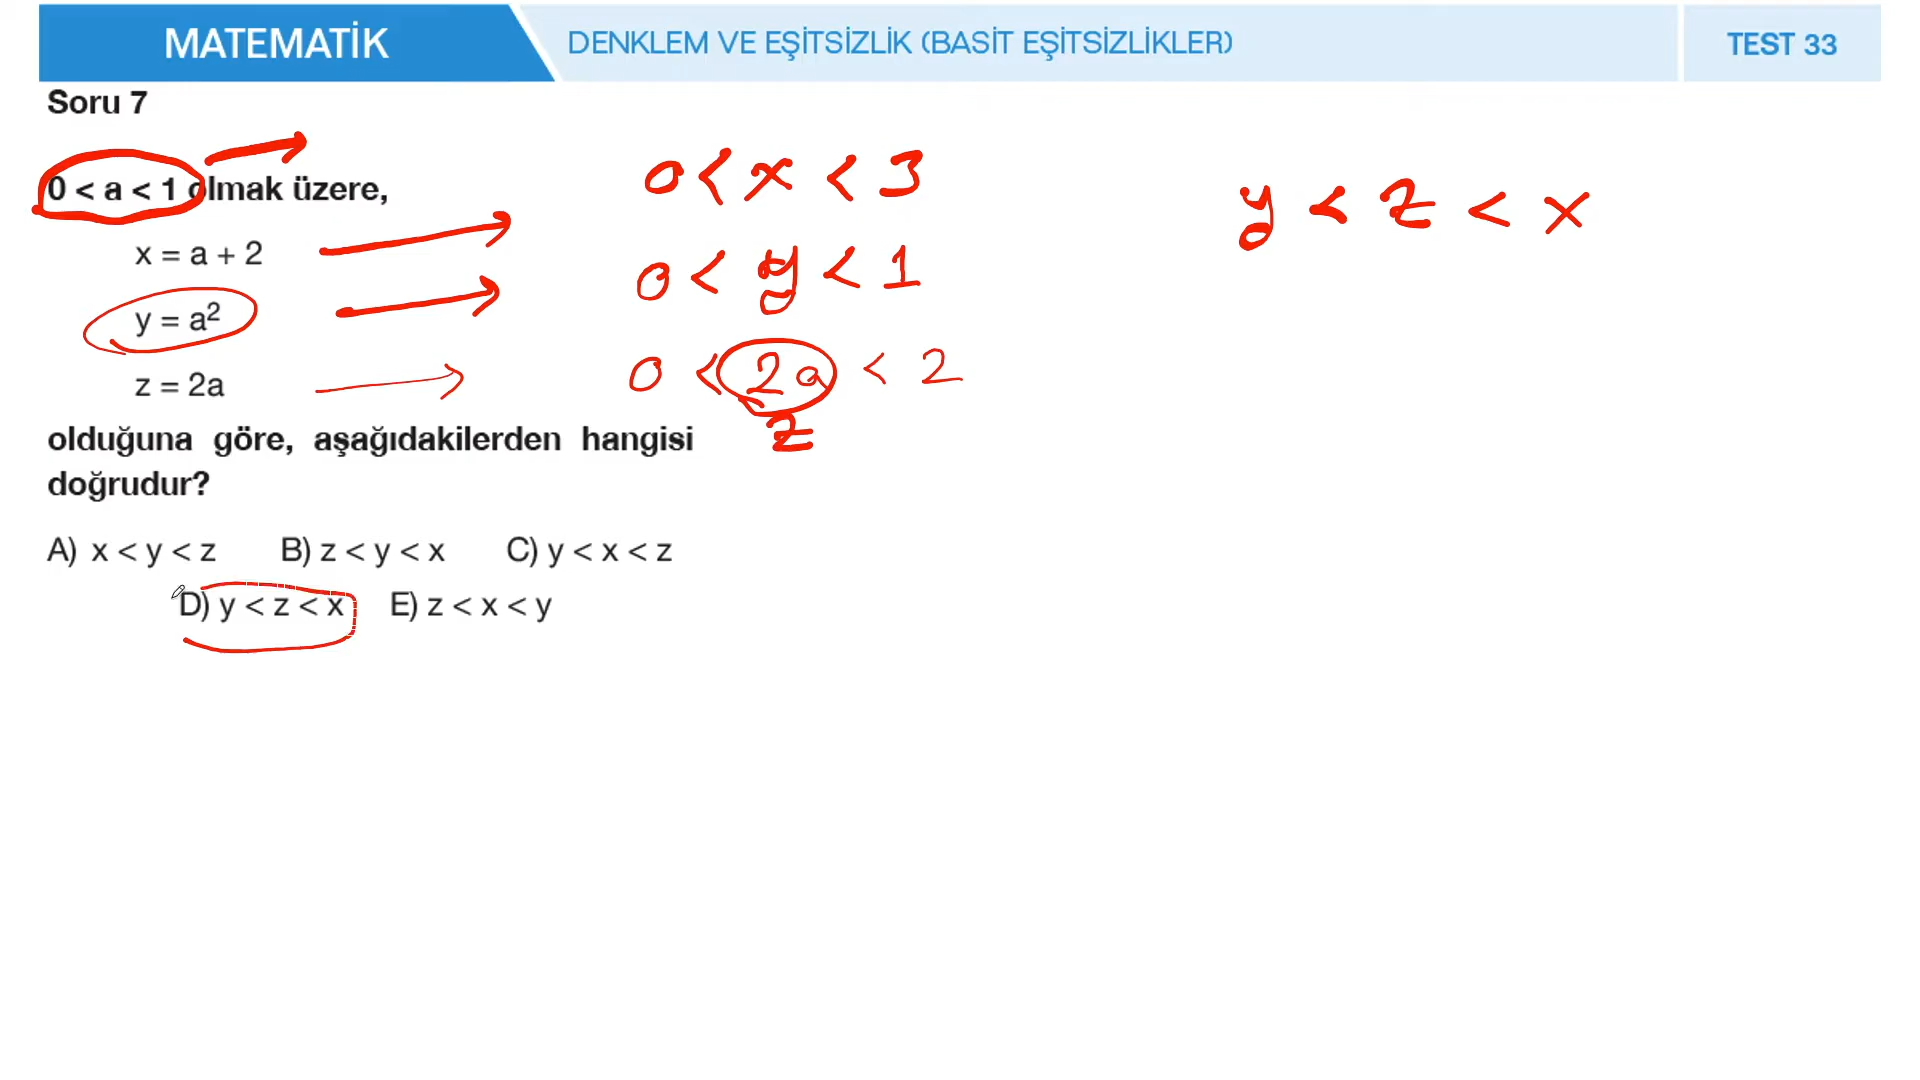 MATEMATİK
DENKLEM VE EŞİTSİZLİK (BASİT EŞİTSİZLİKLER)
TEST 33
Soru 7
0 < a < 1 olmak üzere,
x = a + 2
y = a²
z = 2a
olduğuna göre, aşağıdakilerden hangisi
doğrudur?
A) x < y < z B) z < y < x C) y < x < z
D) y < z < x E) z < x < y
0 < x < 3
0 < y < 1
0 < 2a < 2
z
y < z < x